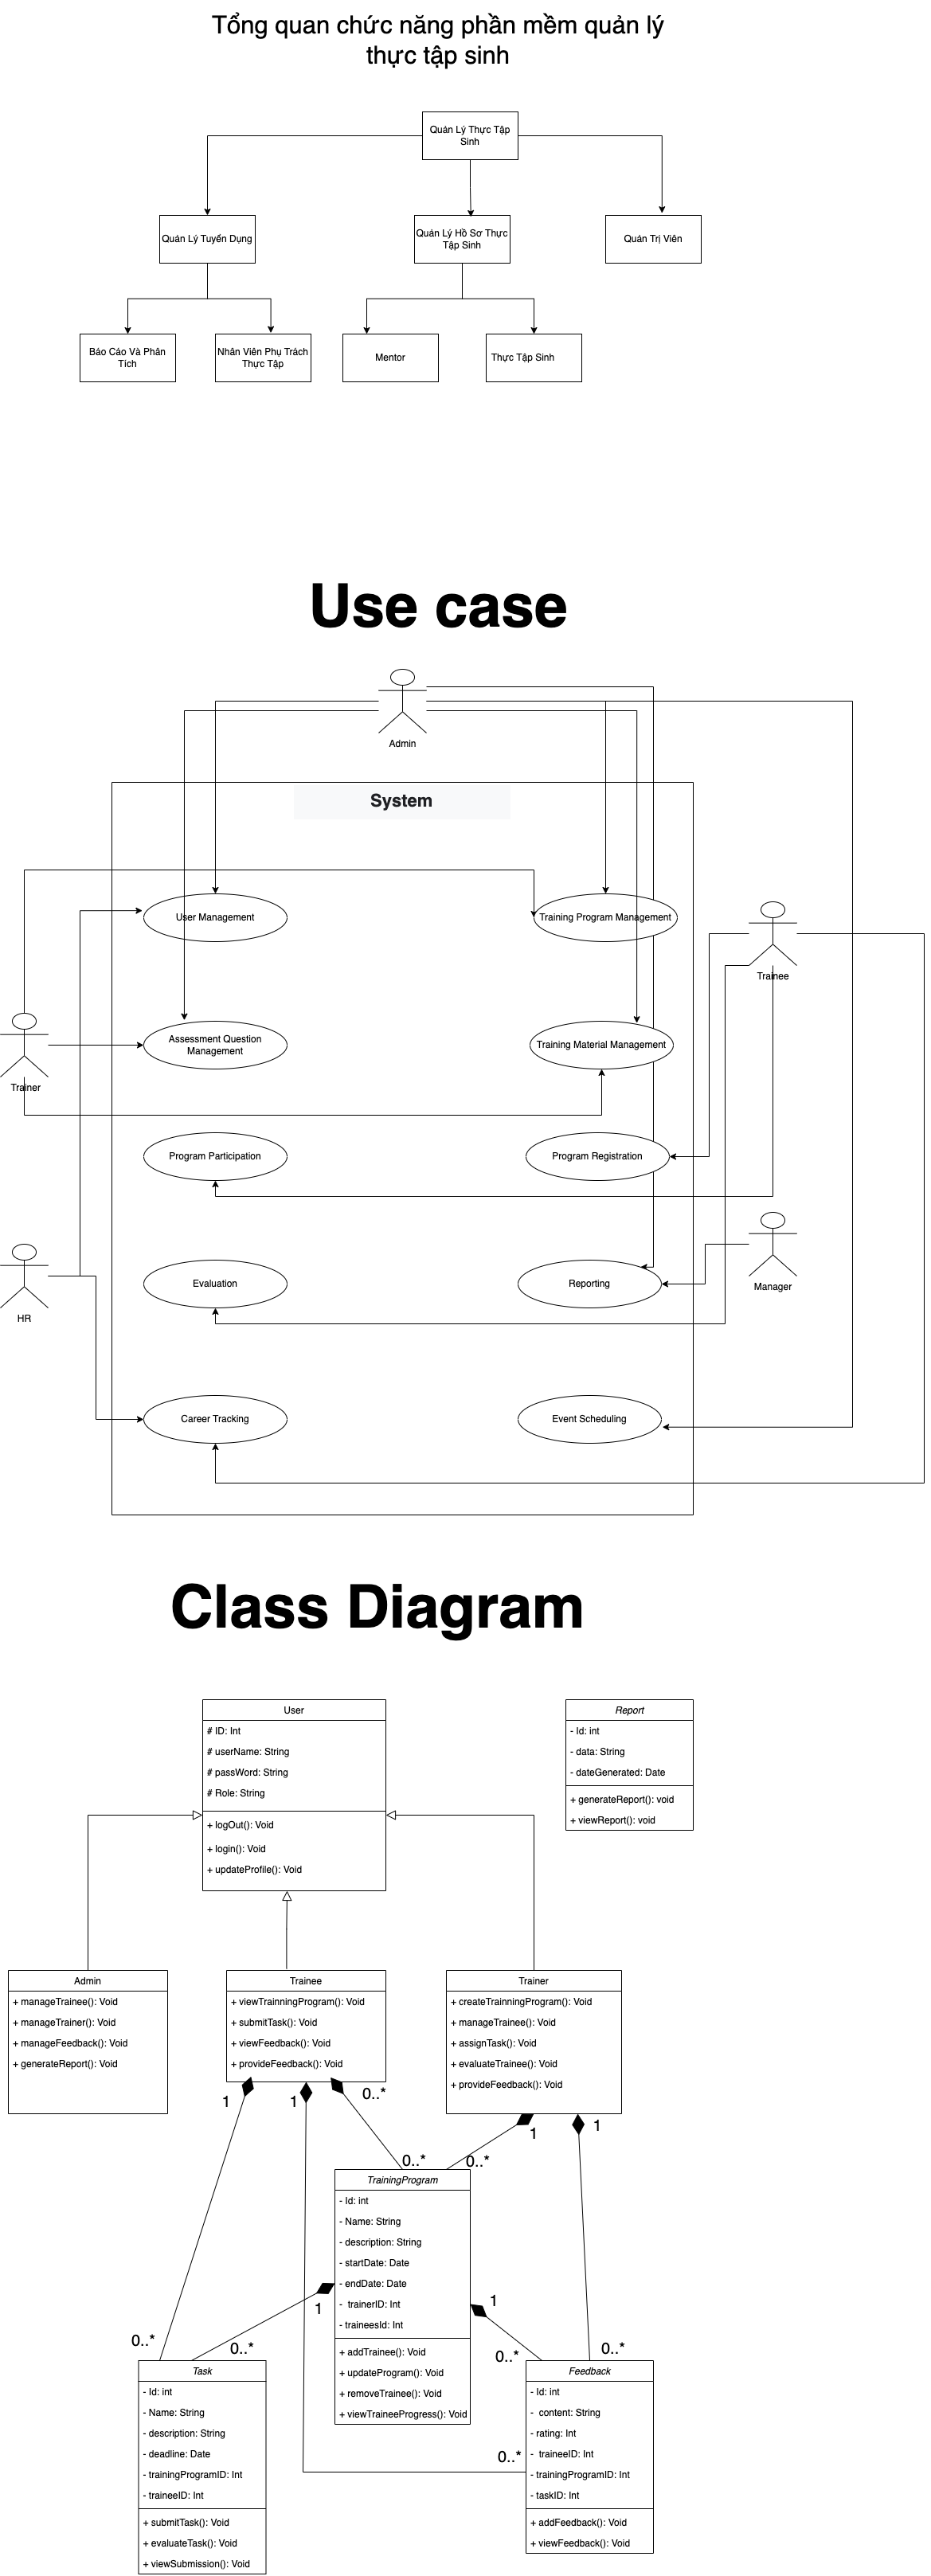 Tổng quan chức năng phần mềm quản lý
thực tập sinh
Quản Lý Thực Tập
Sinh
Quản Lý Tuyển Dụng
Quản Lý Hồ Sơ Thực
Tập Sinh
Quản Trị Viên
Bảo Cáo Và Phân
Tích
Nhân Viên Phụ Trách
Thực Tập
Mentor
Thực Tập Sinh
Use case
Admin
System
User Management
Training Program Management
Trainee
Trainer
Assessment Question
Management
Training Material Management
Program Participation
Program Registration
HR
Evaluation
Reporting
Manager
Career Tracking
Event Scheduling
Class Diagram
User
# ID: Int
# userName: String
# passWord: String
# Role: String
+ logOut(): Void
+ login(): Void
+ updateProfile(): Void
Report
- Id: int
- data: String
- dateGenerated: Date
+ generateReport(): void
+ viewReport(): void
Admin
+ manageTrainee(): Void
+ manageTrainer(): Void
+ manageFeedback(): Void
+ generateReport(): Void
Trainee
+ viewTrainningProgram(): Void
+ submitTask(): Void
+ viewFeedback(): Void
+ provideFeedback(): Void
Trainer
+ createTrainningProgram(): Void
+ manageTrainee(): Void
+ assignTask(): Void
+ evaluateTrainee(): Void
+ provideFeedback(): Void
1
1
0..*
1
1
0..*
0..*
TrainingProgram
- Id: int
- Name: String
- description: String
- startDate: Date
- endDate: Date
- trainerID: Int
- traineesId: Int
+ addTrainee(): Void
+ updateProgram(): Void
+ removeTrainee(): Void
+ viewTraineeProgress(): Void
1
1
0..*
0..*
0..*
0..*
0..*
Task
- Id: int
- Name: String
- description: String
- deadline: Date
- trainingProgramID: Int
- traineeID: Int
+ submitTask(): Void
+ evaluateTask(): Void
+ viewSubmission(): Void
Feedback
- Id: int
- content: String
- rating: Int
- traineeID: Int
- trainingProgramID: Int
- taskID: Int
+ addFeedback(): Void
+ viewFeedback(): Void